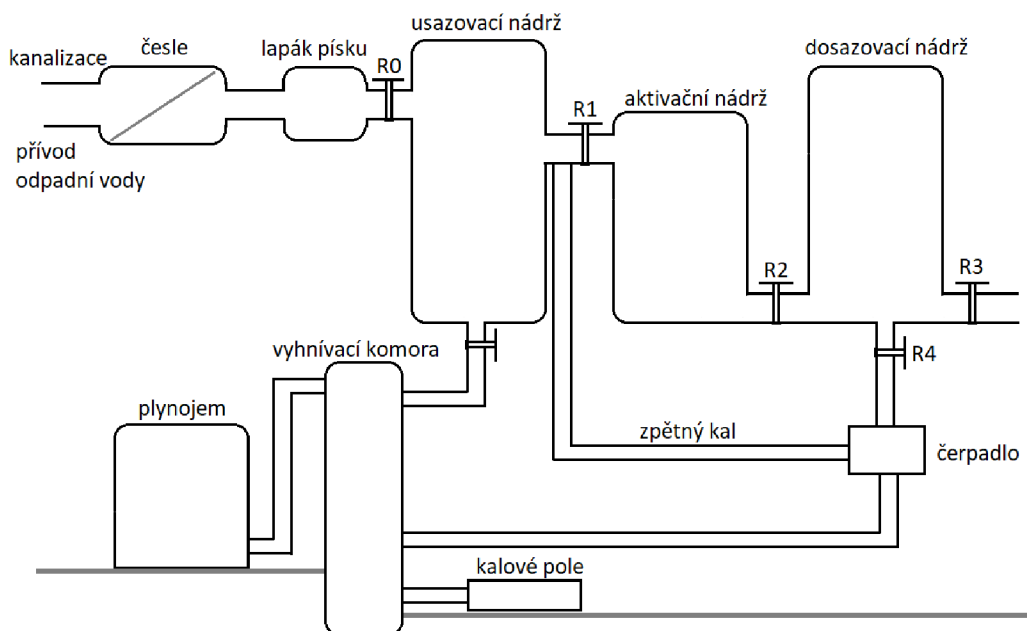 usazovací nádrž
česle
lapák písku
dosazovací nádrž
kanalizace
R0
R1
aktivační nádrž
přívod
odpadní vody
R2
R3
vyhnívací komora
R4
plynojem
zpětný kal
čerpadlo
kalové pole